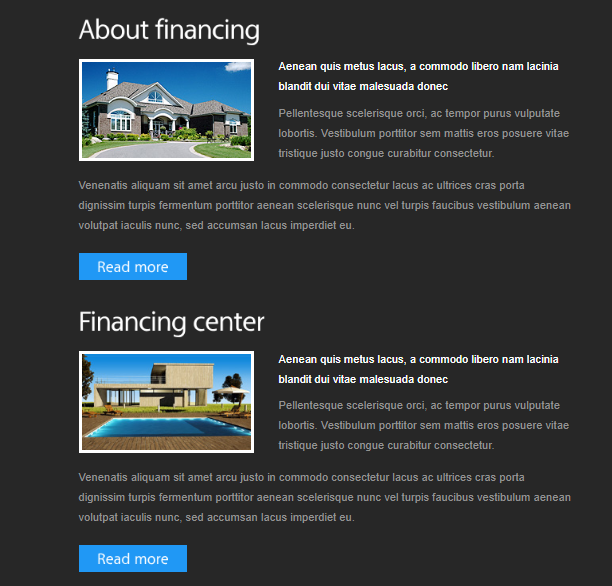 About financing
Aenean quis metus lacus, a commodo libero nam lacinia
blandit dui vitae malesuada donec
Pellentesque scelerisque orci, ac tempor purus vulputate
lobortis. Vestibulum porttitor sem mattis eros posuere vitae
tristique justo congue curabitur consectetur.
Venenatis aliquam sit amet arcu justo in commodo consectetur lacus ac ultrices cras porta
dignissim turpis fermentum porttitor aenean scelerisque nunc vel turpis faucibus vestibulum aenean
volutpat iaculis nunc, sed accumsan lacus imperdiet eu.
Read more
Financing center
Aenean quis metus lacus, a commodo libero nam lacinia
blandit dui vitae malesuada donec
Pellentesque scelerisque orci, ac tempor purus vulputate
lobortis. Vestibulum porttitor sem mattis eros posuere vitae
tristique justo congue curabitur consectetur.
Venenatis aliquam sit amet arcu justo in commodo consectetur lacus ac ultrices cras porta
dignissim turpis fermentum porttitor aenean scelerisque nunc vel turpis faucibus vestibulum aenean
volutpat iaculis nunc, sed accumsan lacus imperdiet eu.
Read more